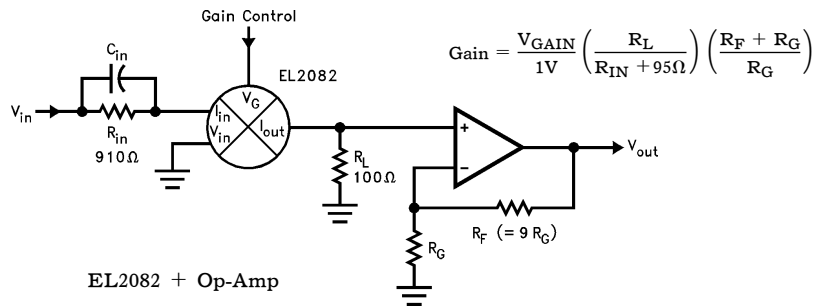 Gain Control
C_in
EL2082
Gain = V_GAIN / 1V ( R_L / R_IN + 95Ω ) ( R_F + R_G / R_G )
V_G
V_in
I_in
I_out
V_in
R_in
910Ω
+
−
V_out
R_L
100Ω
R_G
R_F (= 9 R_G)
EL2082 + Op-Amp